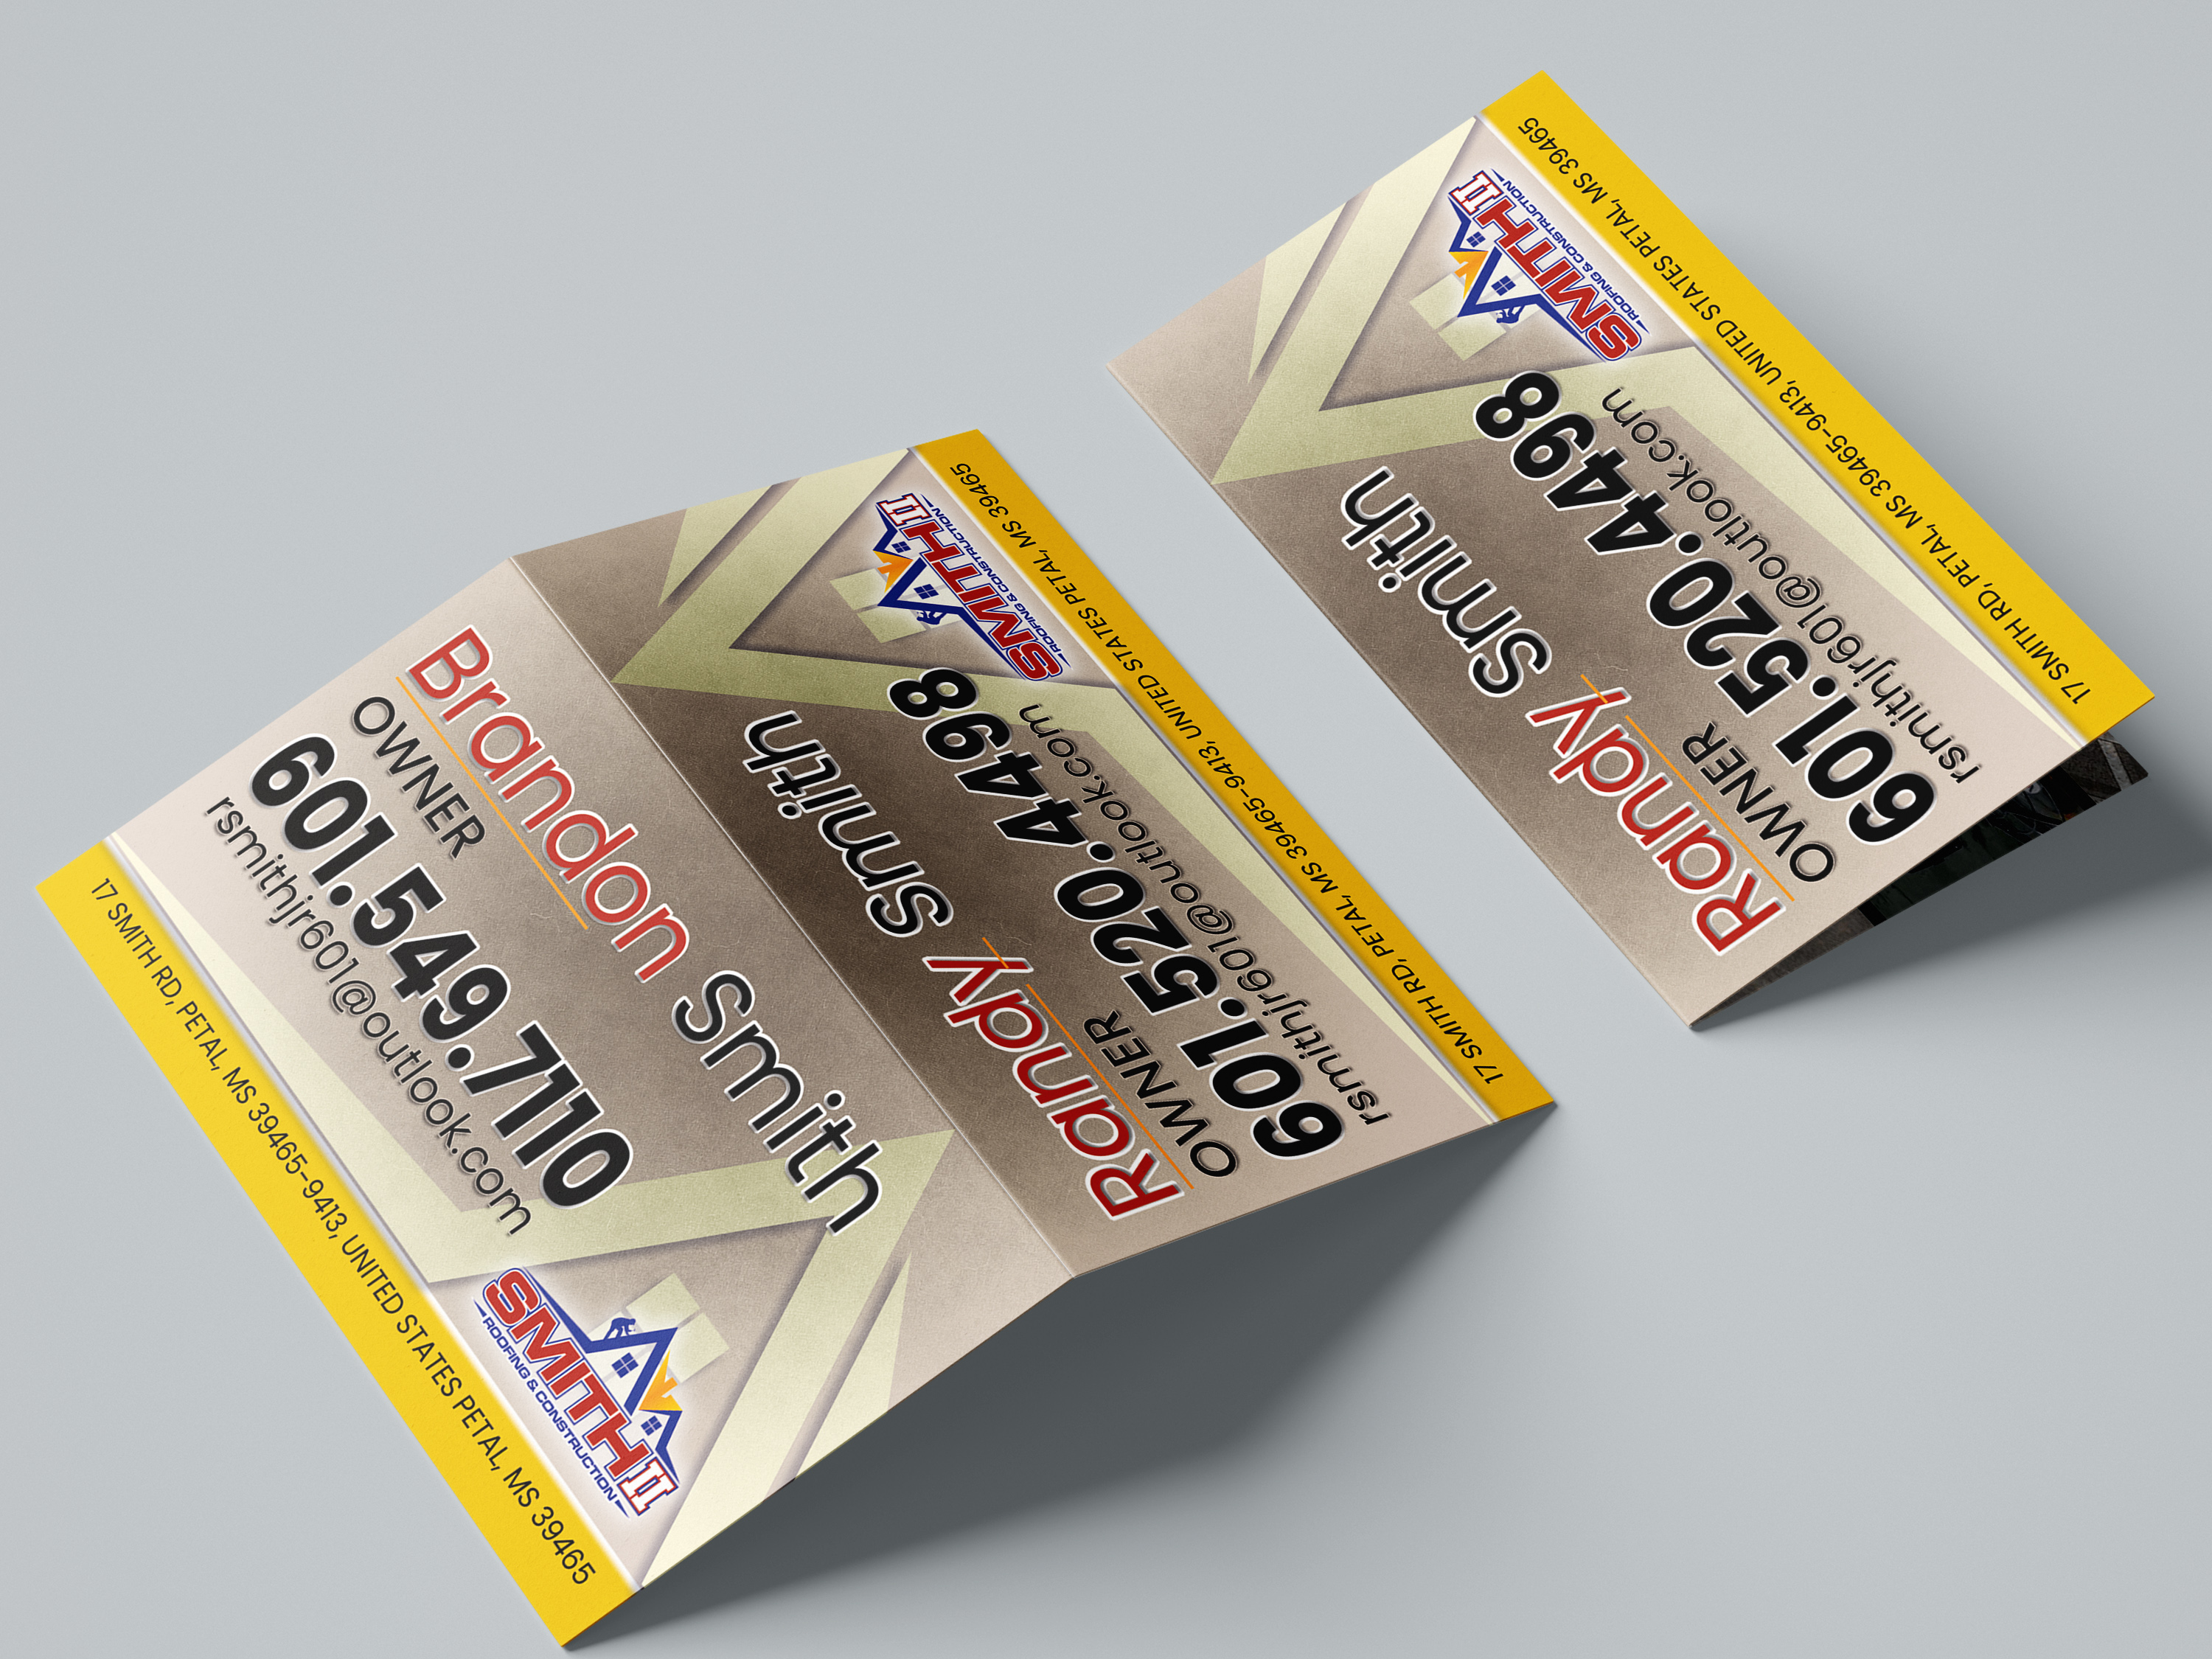 Brandon Smith
OWNER
601.549.7110
rsmithjr601@outlook.com
SMITH II
ROOFING & CONSTRUCTION
17 SMITH RD, PETAL, MS 39465-9413, UNITED STATES PETAL, MS 39465
Randy Smith
OWNER
601.520.4498
rsmithjr601@outlook.com
SMITH II
ROOFING & CONSTRUCTION
17 SMITH RD, PETAL, MS 39465-9413, UNITED STATES PETAL, MS 39465
Randy Smith
OWNER
601.520.4498
rsmithjr601@outlook.com
SMITH II
ROOFING & CONSTRUCTION
17 SMITH RD, PETAL, MS 39465-9413, UNITED STATES PETAL, MS 39465